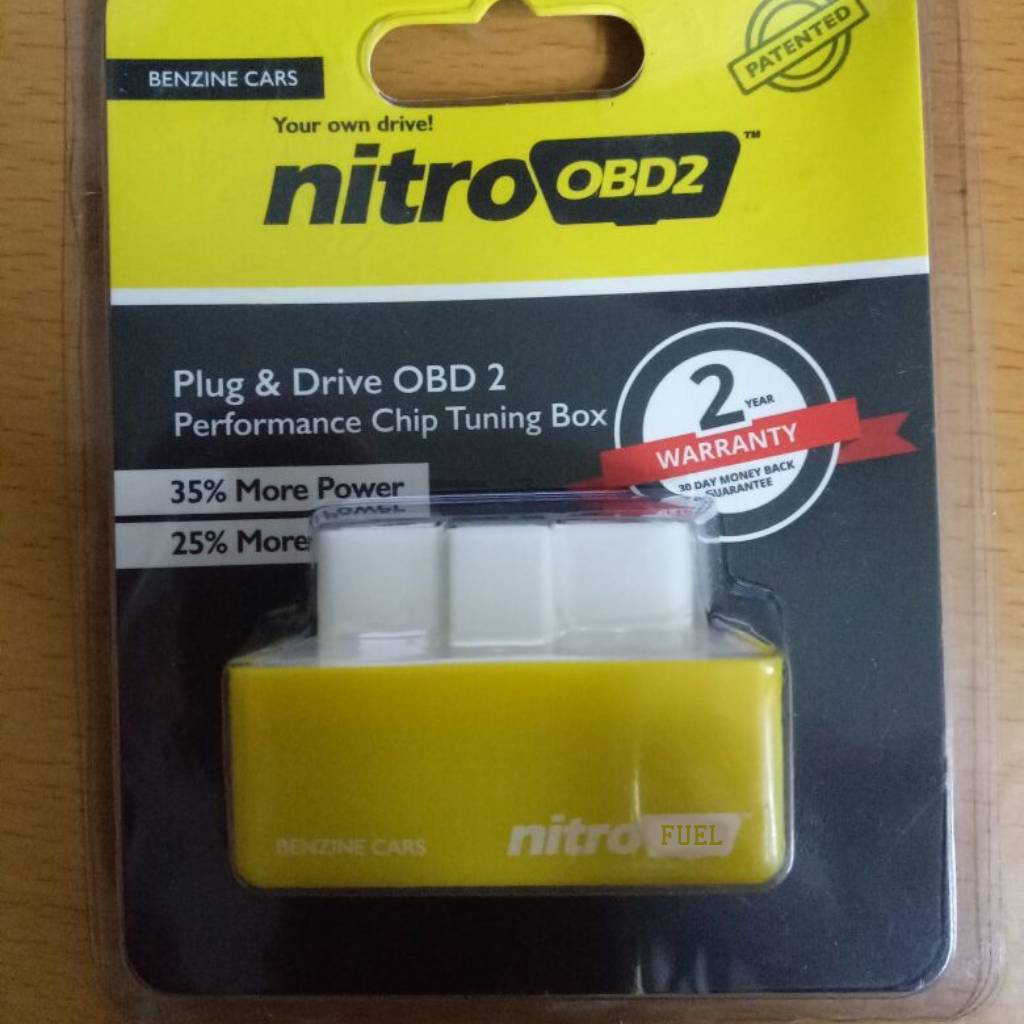 BENZINE CARS
PATENTED
Your own drive!
nitro OBD2 ™
Plug & Drive OBD 2
Performance Chip Tuning Box
2 YEAR
WARRANTY
30 DAY MONEY BACK
GUARANTEE
35% More Power
25% More
BENZINE CARS
nitro FUEL